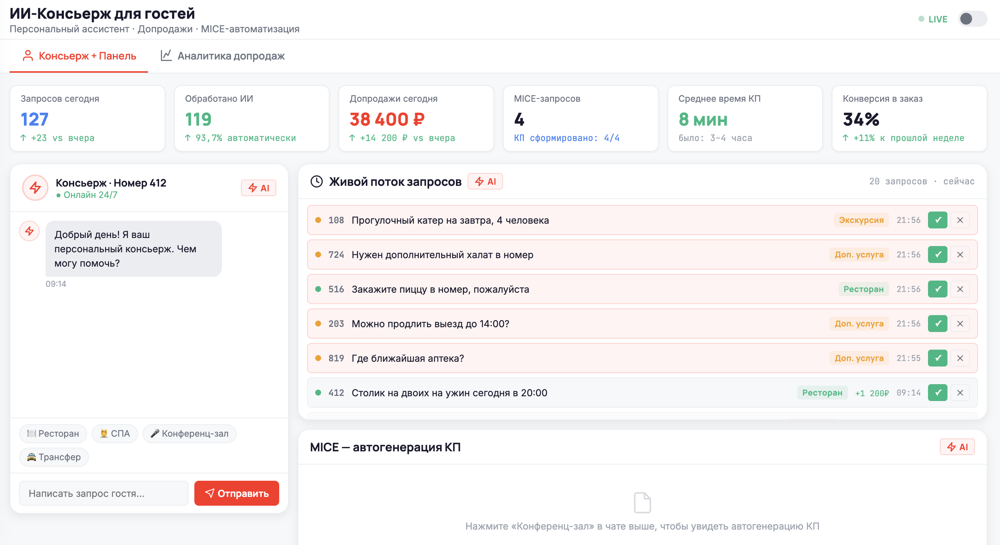 ИИ-Консьерж для гостей
Персональный ассистент · Допродажи · MICE-автоматизация
LIVE
Консьерж + Панель
Аналитика допродаж
Запросов сегодня
127
↑ +23 vs вчера
Обработано ИИ
119
↑ 93,7% автоматически
Допродажи сегодня
38 400 ₽
↑ +14 200 ₽ vs вчера
MICE-запросов
4
КП сформировано: 4/4
Среднее время КП
8 мин
было: 3–4 часа
Конверсия в заказ
34%
↑ +11% к прошлой неделе
Консьерж · Номер 412
● Онлайн 24/7
AI
Добрый день! Я ваш
персональный консьерж. Чем
могу помочь?
09:14
Ресторан
СПА
Конференц-зал
Трансфер
Написать запрос гостя...
Отправить
Живой поток запросов
AI
20 запросов · сейчас
108 Прогулочный катер на завтра, 4 человека Экскурсия 21:56
724 Нужен дополнительный халат в номер Доп. услуга 21:56
516 Закажите пиццу в номер, пожалуйста Ресторан 21:56
203 Можно продлить выезд до 14:00? Доп. услуга 21:56
819 Где ближайшая аптека? Доп. услуга 21:55
412 Столик на двоих на ужин сегодня в 20:00 Ресторан +1 200₽ 09:14
MICE — автогенерация КП
AI
Нажмите «Конференц-зал» в чате выше, чтобы увидеть автогенерацию КП